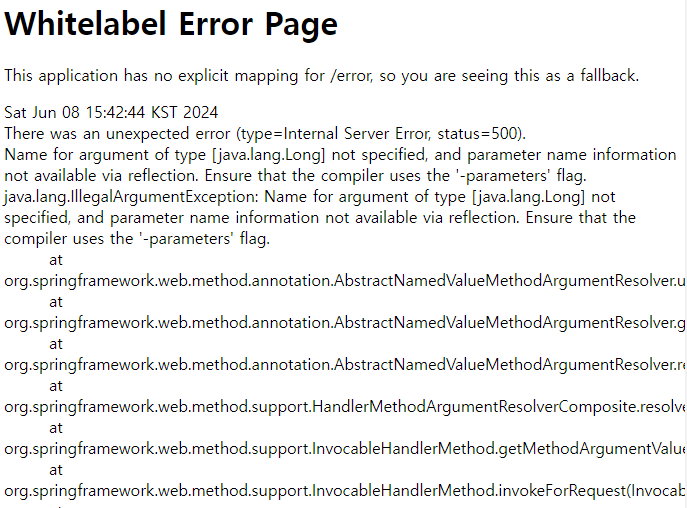 Whitelabel Error Page
This application has no explicit mapping for /error, so you are seeing this as a fallback.
Sat Jun 08 15:42:44 KST 2024
There was an unexpected error (type=Internal Server Error, status=500).
Name for argument of type [java.lang.Long] not specified, and parameter name information
not available via reflection. Ensure that the compiler uses the '-parameters' flag.
java.lang.IllegalArgumentException: Name for argument of type [java.lang.Long] not
specified, and parameter name information not available via reflection. Ensure that the
compiler uses the '-parameters' flag.
at
org.springframework.web.method.annotation.AbstractNamedValueMethodArgumentResolver.u
at
org.springframework.web.method.annotation.AbstractNamedValueMethodArgumentResolver.g
at
org.springframework.web.method.annotation.AbstractNamedValueMethodArgumentResolver.re
at
org.springframework.web.method.support.HandlerMethodArgumentResolverComposite.resolve
at
org.springframework.web.method.support.InvocableHandlerMethod.getMethodArgumentValue
at
org.springframework.web.method.support.InvocableHandlerMethod.invokeForRequest(Invocab